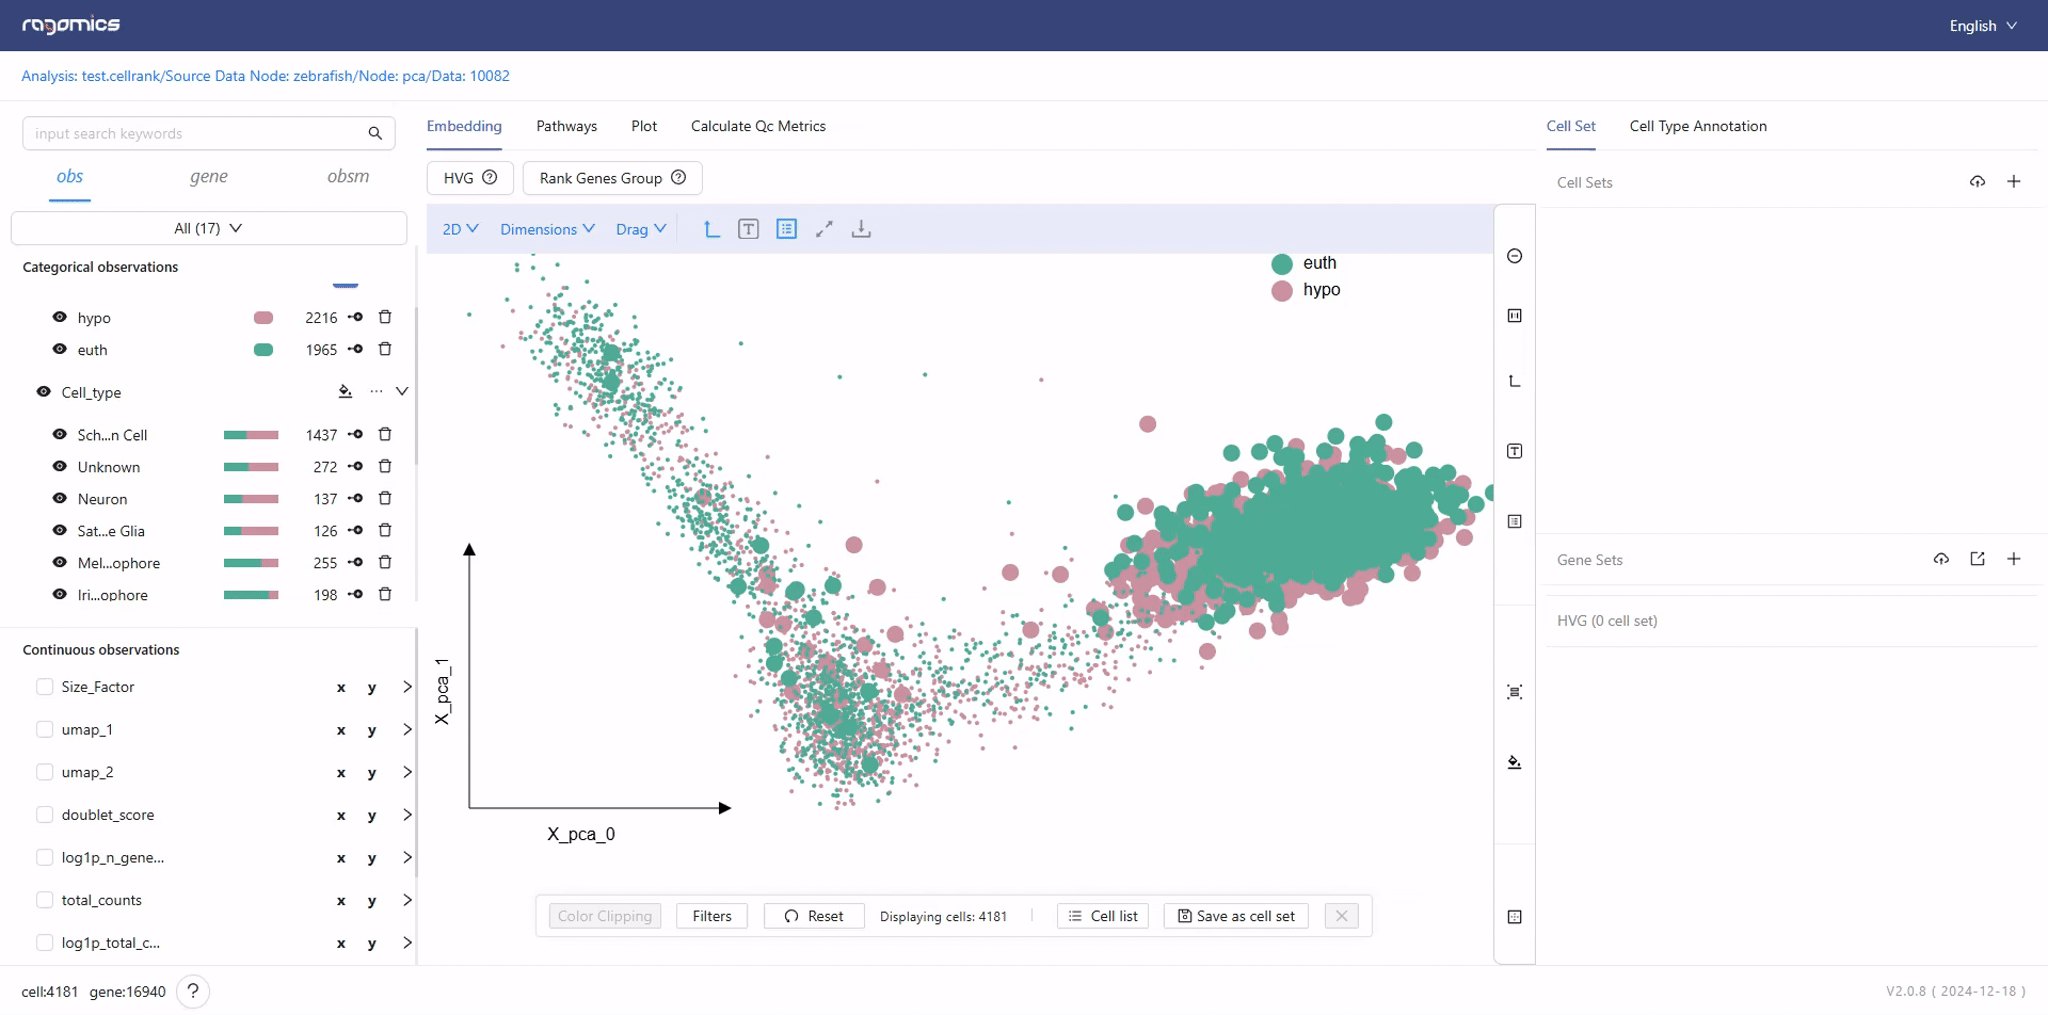 ragomics
English
Analysis: test.cellrank/Source Data Node: zebrafish/Node: pca/Data: 10082
input search keywords
obs gene obsm
All (17)
Categorical observations
hypo 2216
euth 1965
Cell_type
Sch...n Cell 1437
Unknown 272
Neuron 137
Sat...e Glia 126
Mel...ophore 255
Iri...ophore 198
Continuous observations
Size_Factor x y
umap_1 x y
umap_2 x y
doublet_score x y
log1p_n_gene... x y
total_counts x y
log1p_total_c... x y
cell:4181 gene:16940 ?
Embedding Pathways Plot Calculate Qc Metrics
HVG ? Rank Genes Group ?
2D Dimensions Drag T
euth
hypo
X_pca_1
X_pca_0
Color Clipping Filters Reset Displaying cells: 4181 Cell list Save as cell set
T
Cell Set Cell Type Annotation
Cell Sets
Gene Sets
HVG (0 cell set)
V2.0.8 ( 2024-12-18 )